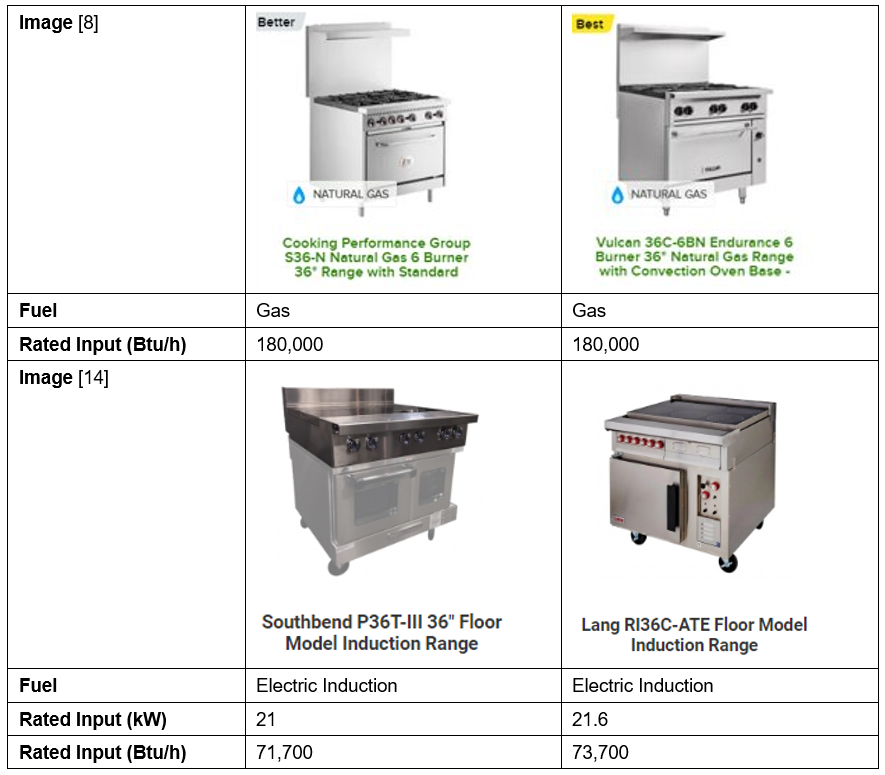 Image [8]
Better
NATURAL GAS
Cooking Performance Group
S36-N Natural Gas 6 Burner
36" Range with Standard
Best
VULCAN
NATURAL GAS
Vulcan 36C-6BN Endurance 6
Burner 36" Natural Gas Range
with Convection Oven Base -
Fuel
Gas
Gas
Rated Input (Btu/h)
180,000
180,000
Image [14]
Southbend P36T-III 36" Floor
Model Induction Range
Lang RI36C-ATE Floor Model
Induction Range
Fuel
Electric Induction
Electric Induction
Rated Input (kW)
21
21.6
Rated Input (Btu/h)
71,700
73,700